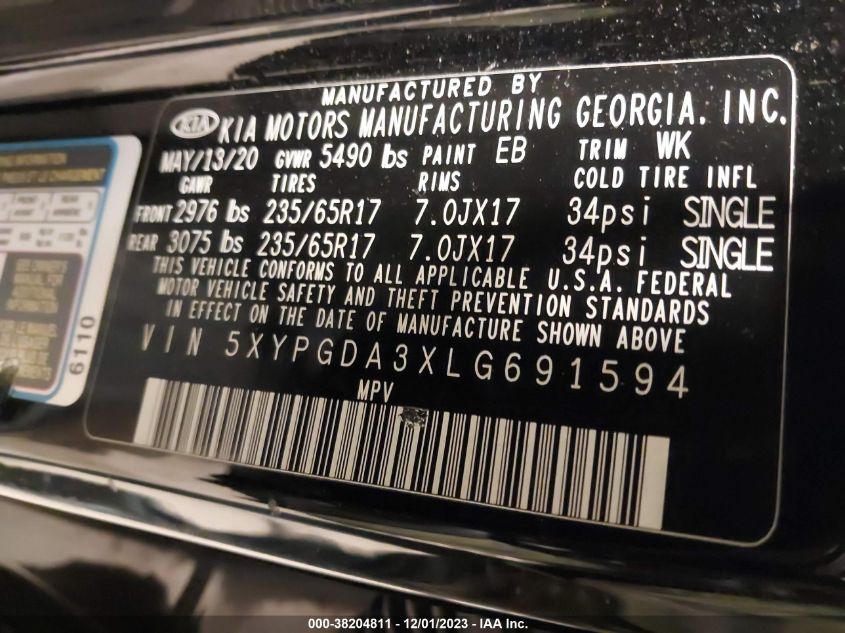 MANUFACTURED BY
KIA KIA MOTORS MANUFACTURING GEORGIA. INC.
MAY/13/20 GVWR 5490 lbs PAINT EB TRIM WK
GAWR TIRES RIMS COLD TIRE INFL
FRONT 2976 lbs 235/65R17 7.0JX17 34psi SINGLE
REAR 3075 lbs 235/65R17 7.0JX17 34psi SINGLE
THIS VEHICLE CONFORMS TO ALL APPLICABLE U.S.A. FEDERAL
MOTOR VEHICLE SAFETY AND THEFT PREVENTION STANDARDS
IN EFFECT ON THE DATE OF MANUFACTURE SHOWN ABOVE
VIN 5XYPGDA3XLG691594
MPV
6110
000-38204811 - 12/01/2023 - IAA Inc.